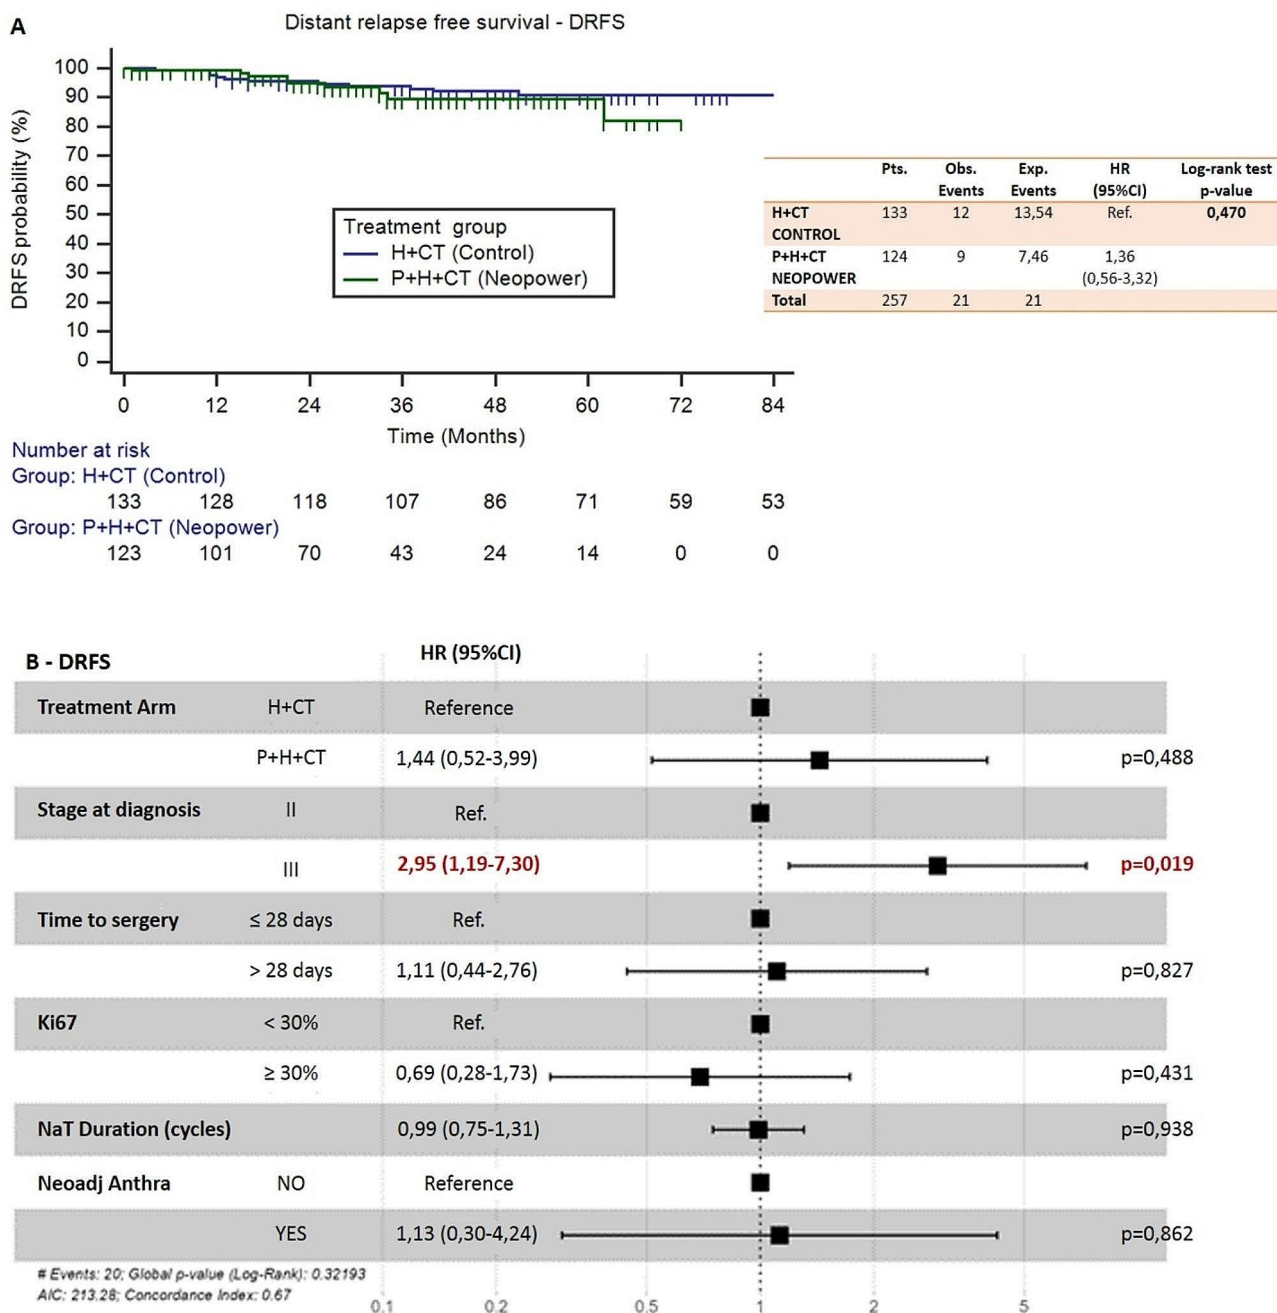 A
Distant relapse free survival - DRFS
DRFS probability (%)
100
90
80
70
60
50
40
30
20
10
0
Treatment group
H+CT (Control)
P+H+CT (Neopower)
0 12 24 36 48 60 72 84
Time (Months)
Number at risk
Group: H+CT (Control)
133 128 118 107 86 71 59 53
Group: P+H+CT (Neopower)
123 101 70 43 24 14 0 0
Pts. Obs. Exp. HR Log-rank test
Events Events (95%CI) p-value
H+CT 133 12 13,54 Ref. 0,470
CONTROL
P+H+CT 124 9 7,46 1,36
NEOPOWER (0,56-3,32)
Total 257 21 21
B - DRFS HR (95%CI)
Treatment Arm H+CT Reference
P+H+CT 1,44 (0,52-3,99) p=0,488
Stage at diagnosis II Ref.
III 2,95 (1,19-7,30) p=0,019
Time to sergery ≤ 28 days Ref.
> 28 days 1,11 (0,44-2,76) p=0,827
Ki67 < 30% Ref.
≥ 30% 0,69 (0,28-1,73) p=0,431
NaT Duration (cycles) 0,99 (0,75-1,31) p=0,938
Neoadj Anthra NO Reference
YES 1,13 (0,30-4,24) p=0,862
# Events: 20; Global p-value (Log-Rank): 0.32193
AIC: 213.28; Concordance Index: 0.67
0.1 0.2 0.5 1 2 5